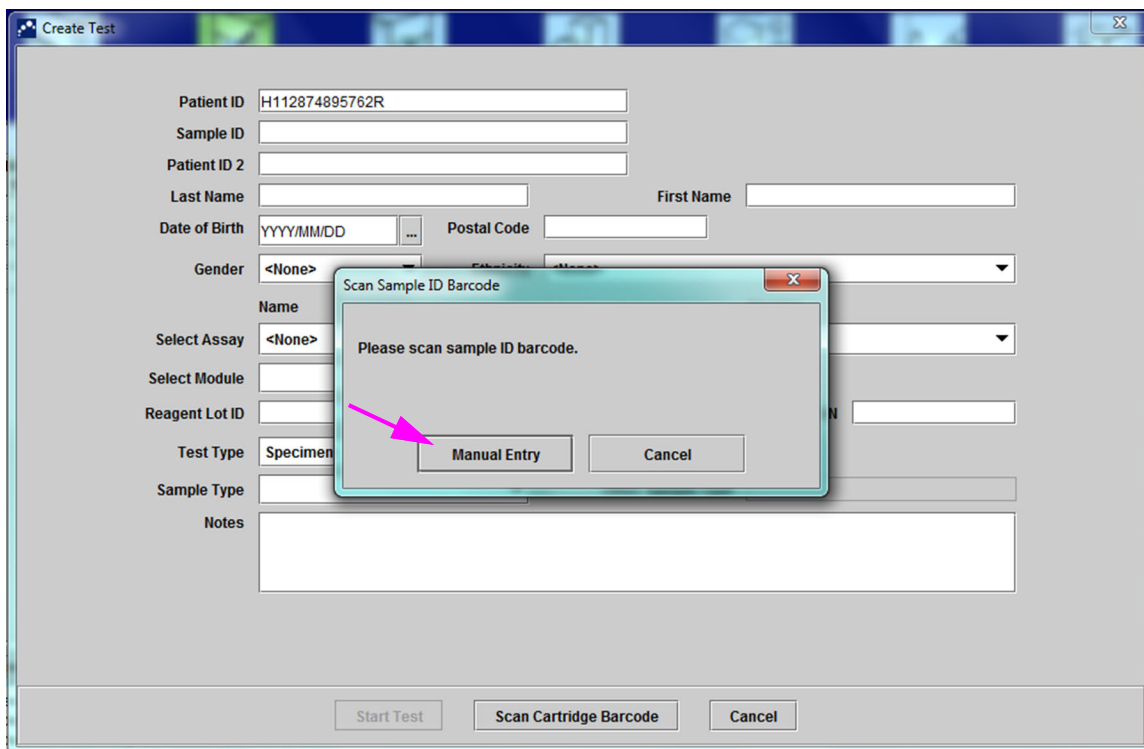 Create Test
Patient ID H112874895762R
Sample ID
Patient ID 2
Last Name First Name
Date of Birth YYYY/MM/DD ... Postal Code
Gender <None> Ethnicity <None>
Scan Sample ID Barcode
Name
Select Assay <None>
Please scan sample ID barcode.
Select Module
Reagent Lot ID N
Test Type Specimen
Manual Entry Cancel
Sample Type
Notes
Start Test Scan Cartridge Barcode Cancel